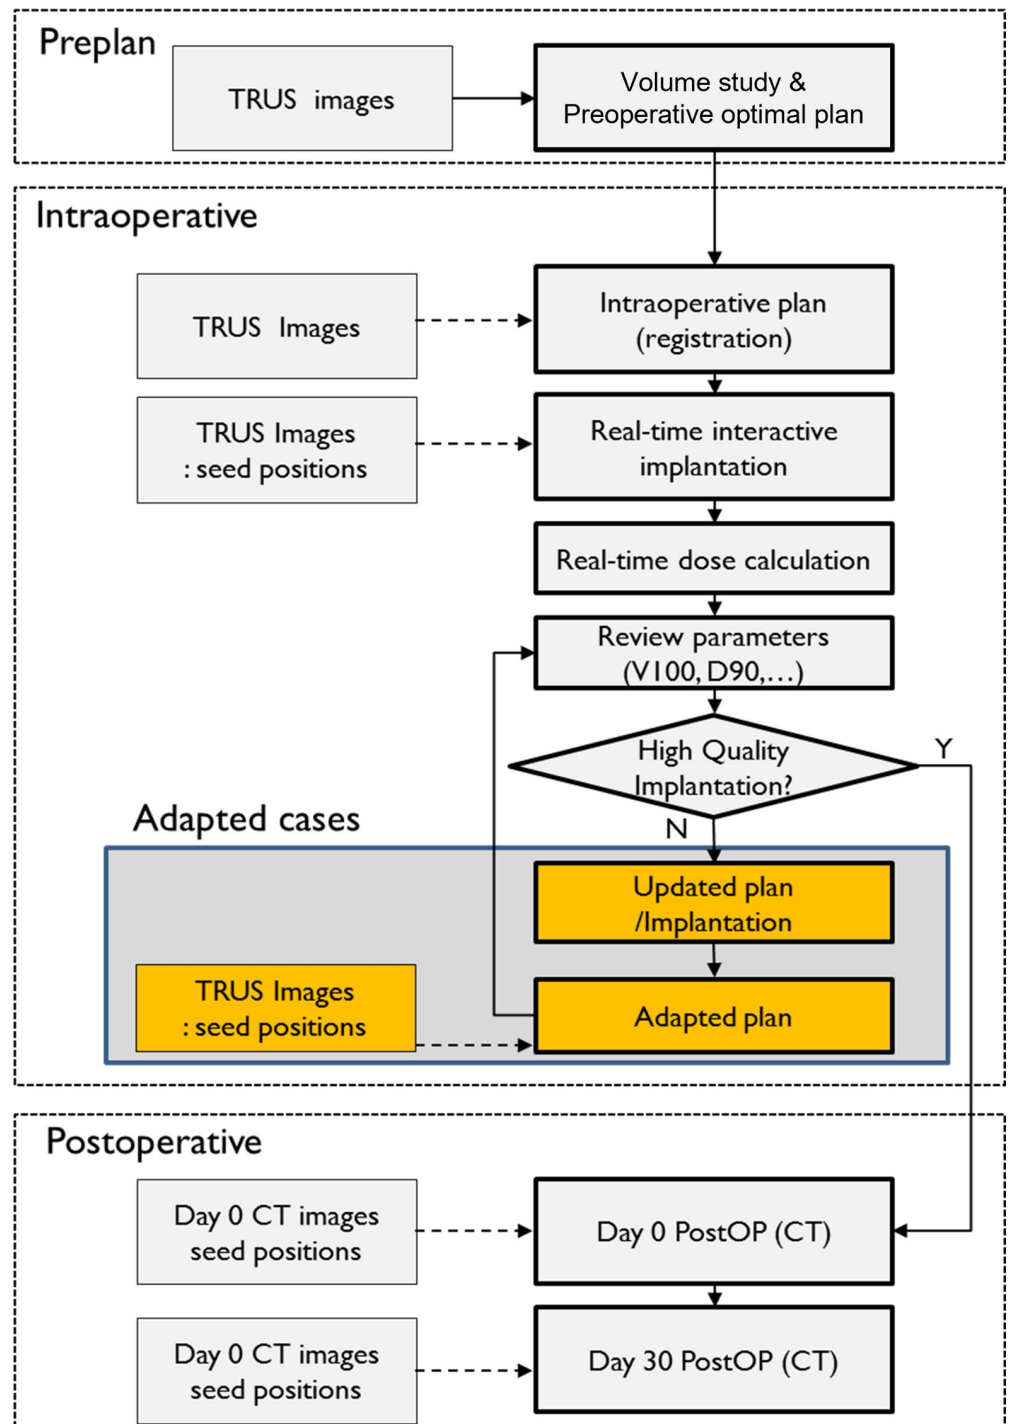 Preplan
TRUS images
Volume study &
Preoperative optimal plan
Intraoperative
TRUS Images
Intraoperative plan
(registration)
TRUS Images
: seed positions
Real-time interactive
implantation
Real-time dose calculation
Review parameters
(V100, D90,...)
High Quality
Implantation?
Y
N
Adapted cases
Updated plan
/Implantation
TRUS Images
: seed positions
Adapted plan
Postoperative
Day 0 CT images
seed positions
Day 0 PostOP (CT)
Day 0 CT images
seed positions
Day 30 PostOP (CT)